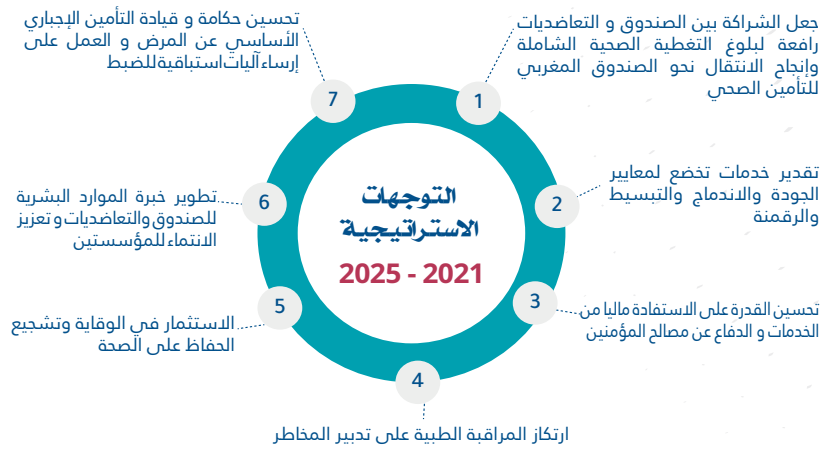 التوجهات
الاستراتيجية
2021 - 2025
1
جعل الشراكة بين الصندوق و التعاضديات
رافعة لبلوغ التغطية الصحية الشاملة
وإنجاح الانتقال نحو الصندوق المغربي
للتأمين الصحي
2
تقدير خدمات تخضع لمعايير
الجودة والاندماج والتبسيط
والرقمنة
3
تحسين القدرة على الاستفادة ماليا من
الخدمات و الدفاع عن مصالح المؤمنين
4
ارتكاز المراقبة الطبية على تدبير المخاطر
5
الاستثمار في الوقاية وتشجيع
الحفاظ على الصحة
6
تطوير خبرة الموارد البشرية
للصندوق والتعاضديات و تعزيز
الانتماء للمؤسستين
7
تحسين حكامة و قيادة التأمين الإجباري
الأساسي عن المرض و العمل على
إرساء آليات استباقية للضبط